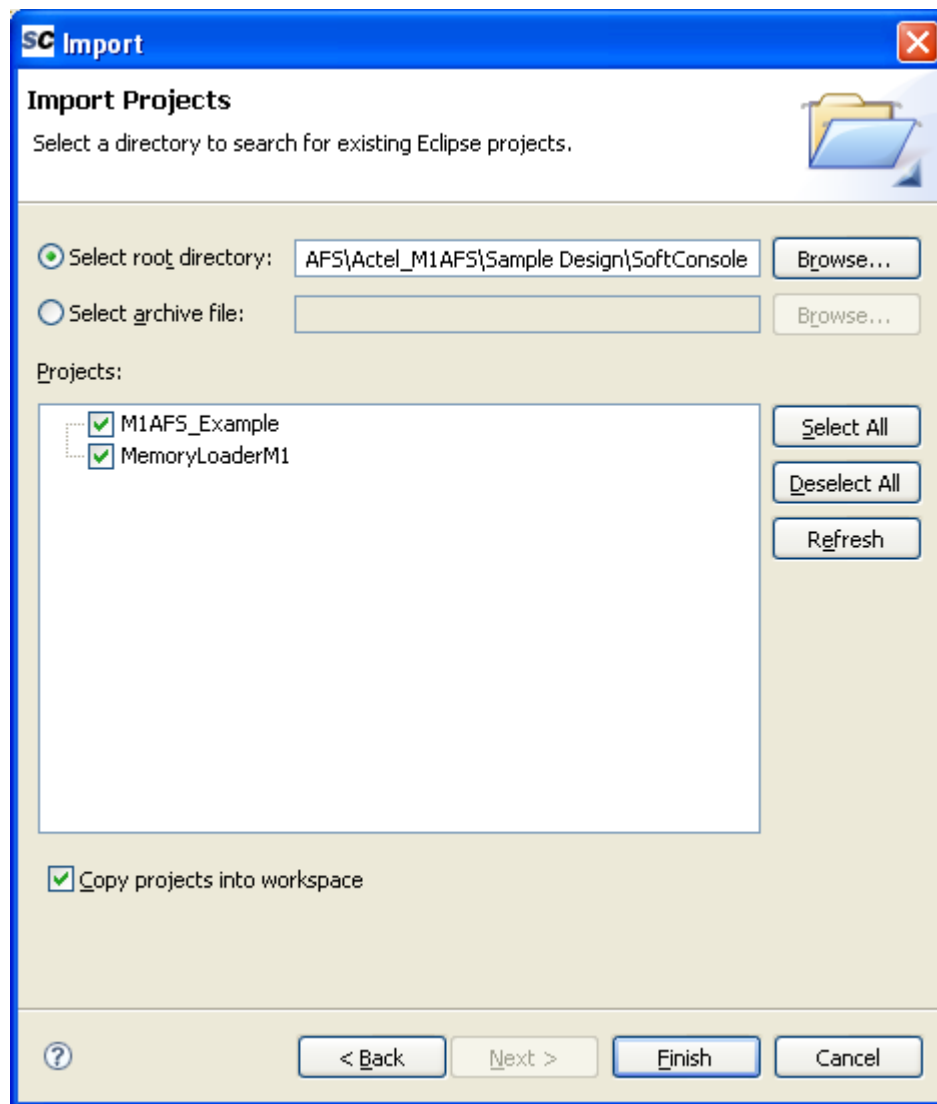 SC Import
Import Projects
Select a directory to search for existing Eclipse projects.
Select root directory: AFS\Actel_M1AFS\Sample Design\SoftConsole Browse...
Select archive file: Browse...
Projects:
M1AFS_Example
MemoryLoaderM1
Select All
Deselect All
Refresh
Copy projects into workspace
? < Back Next > Finish Cancel